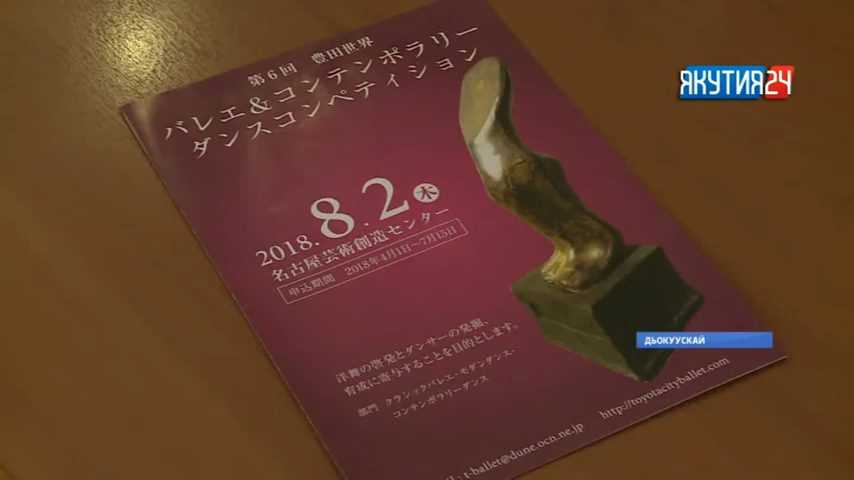 第6回 豊田世界
バレエ&コンテンポラリー
ダンスコンペティション
2018.8.2木
名古屋芸術創造センター
申込期間 2018年4月1日~7月15日
洋舞の啓発とダンサーの発掘、
育成に寄与することを目的とします。
部門 クラシックバレエ・モダンダンス・
コンテンポラリーダンス
t-ballet@dune.ocn.ne.jp http://toyotacityballet.com
ЯКУТИЯ24
ДЬОКУУСКАЙ